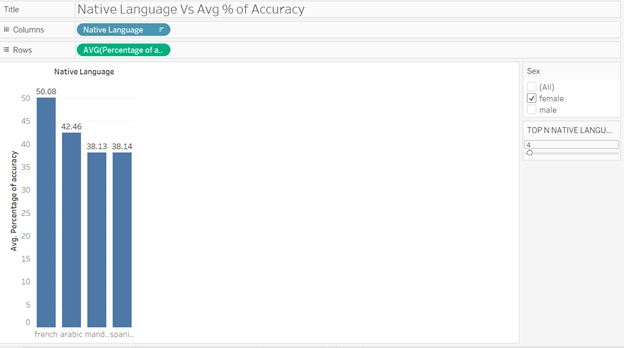 Title Native Language Vs Avg % of Accuracy
Columns Native Language
Rows AVG(Percentage of a..
Native Language
Avg. Percentage of accuracy
50
45
40
35
30
25
20
15
10
5
0
50.08
42.46
38.13
38.14
french arabic mand.. spani..
Sex
(All)
female
male
TOP N NATIVE LANGU...
4